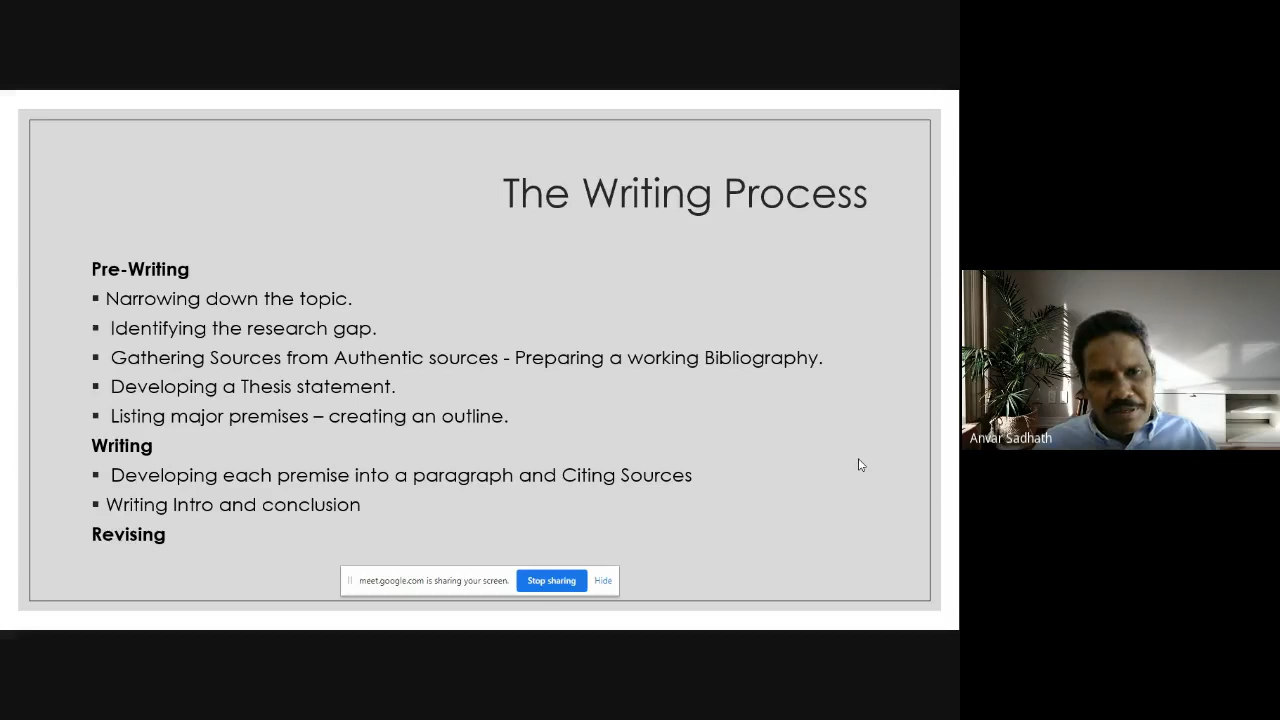 The Writing Process
Pre-Writing
▪ Narrowing down the topic.
▪ Identifying the research gap.
▪ Gathering Sources from Authentic sources - Preparing a working Bibliography.
▪ Developing a Thesis statement.
▪ Listing major premises – creating an outline.
Writing
▪ Developing each premise into a paragraph and Citing Sources
▪ Writing Intro and conclusion
Revising
meet.google.com is sharing your screen. Stop sharing Hide
Anvar Sadhath